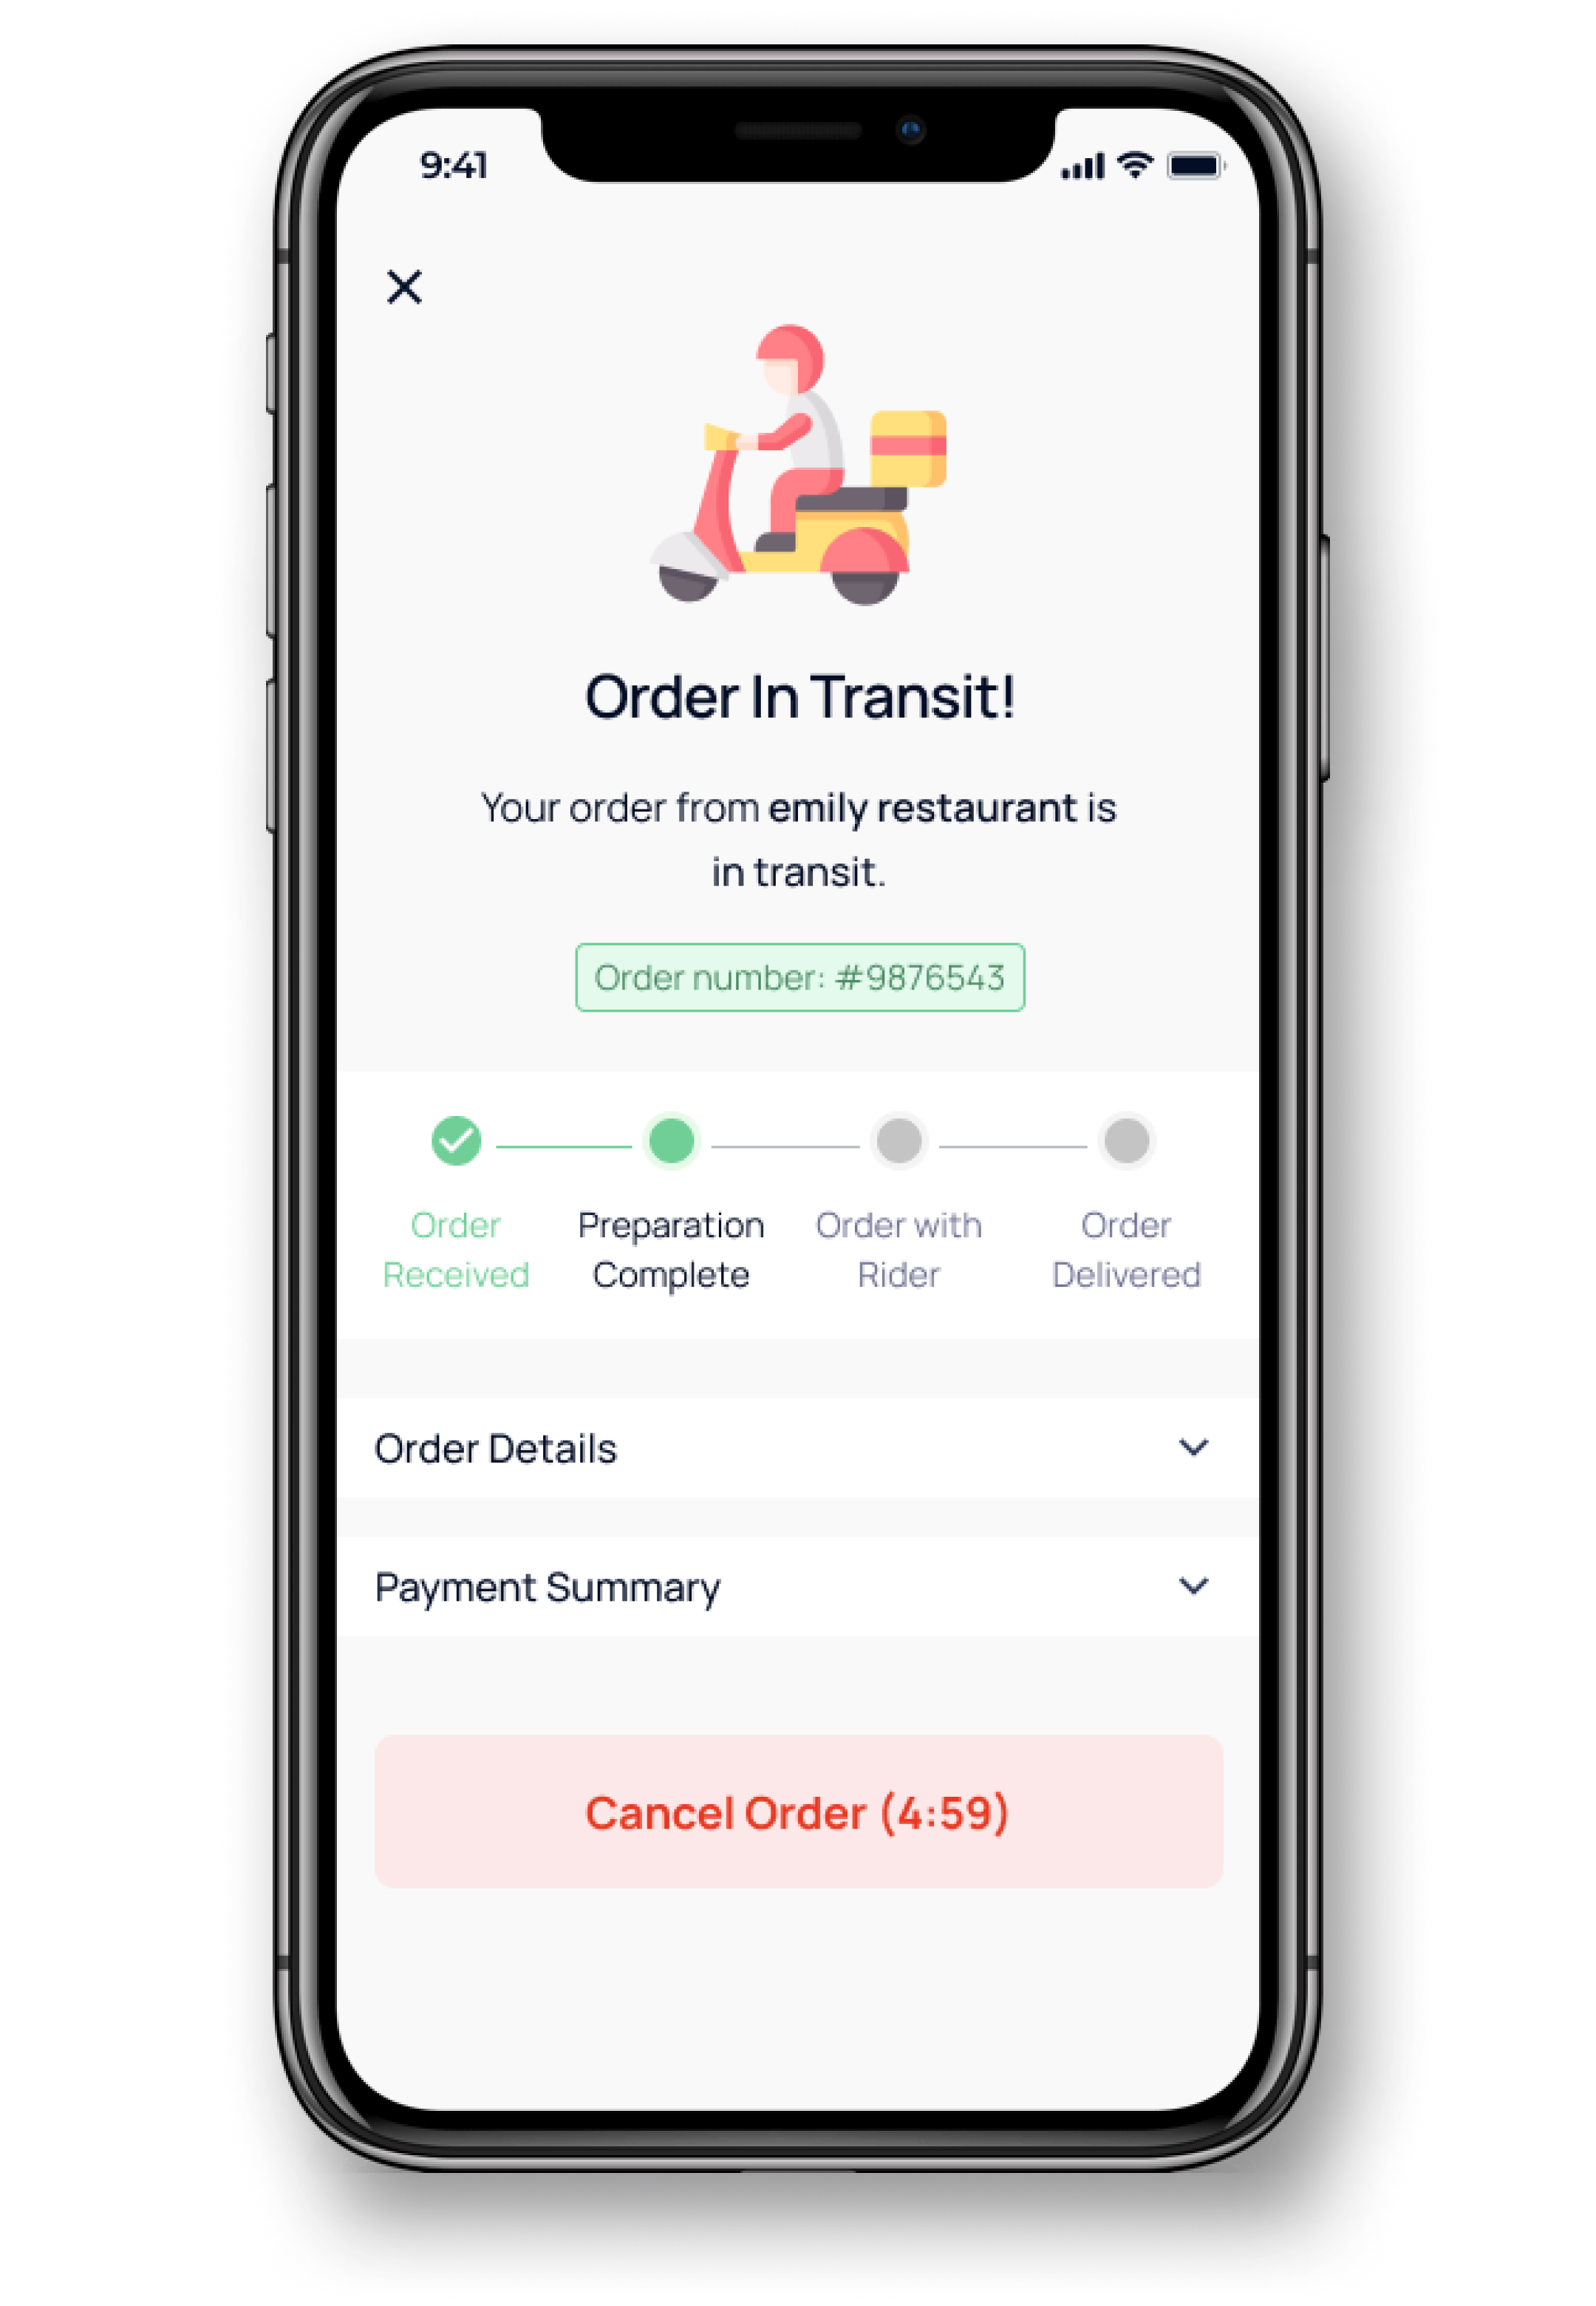 9:41
Order In Transit!
Your order from emily restaurant is
in transit.
Order number: #9876543
Order
Received
Preparation
Complete
Order with
Rider
Order
Delivered
Order Details
Payment Summary
Cancel Order (4:59)